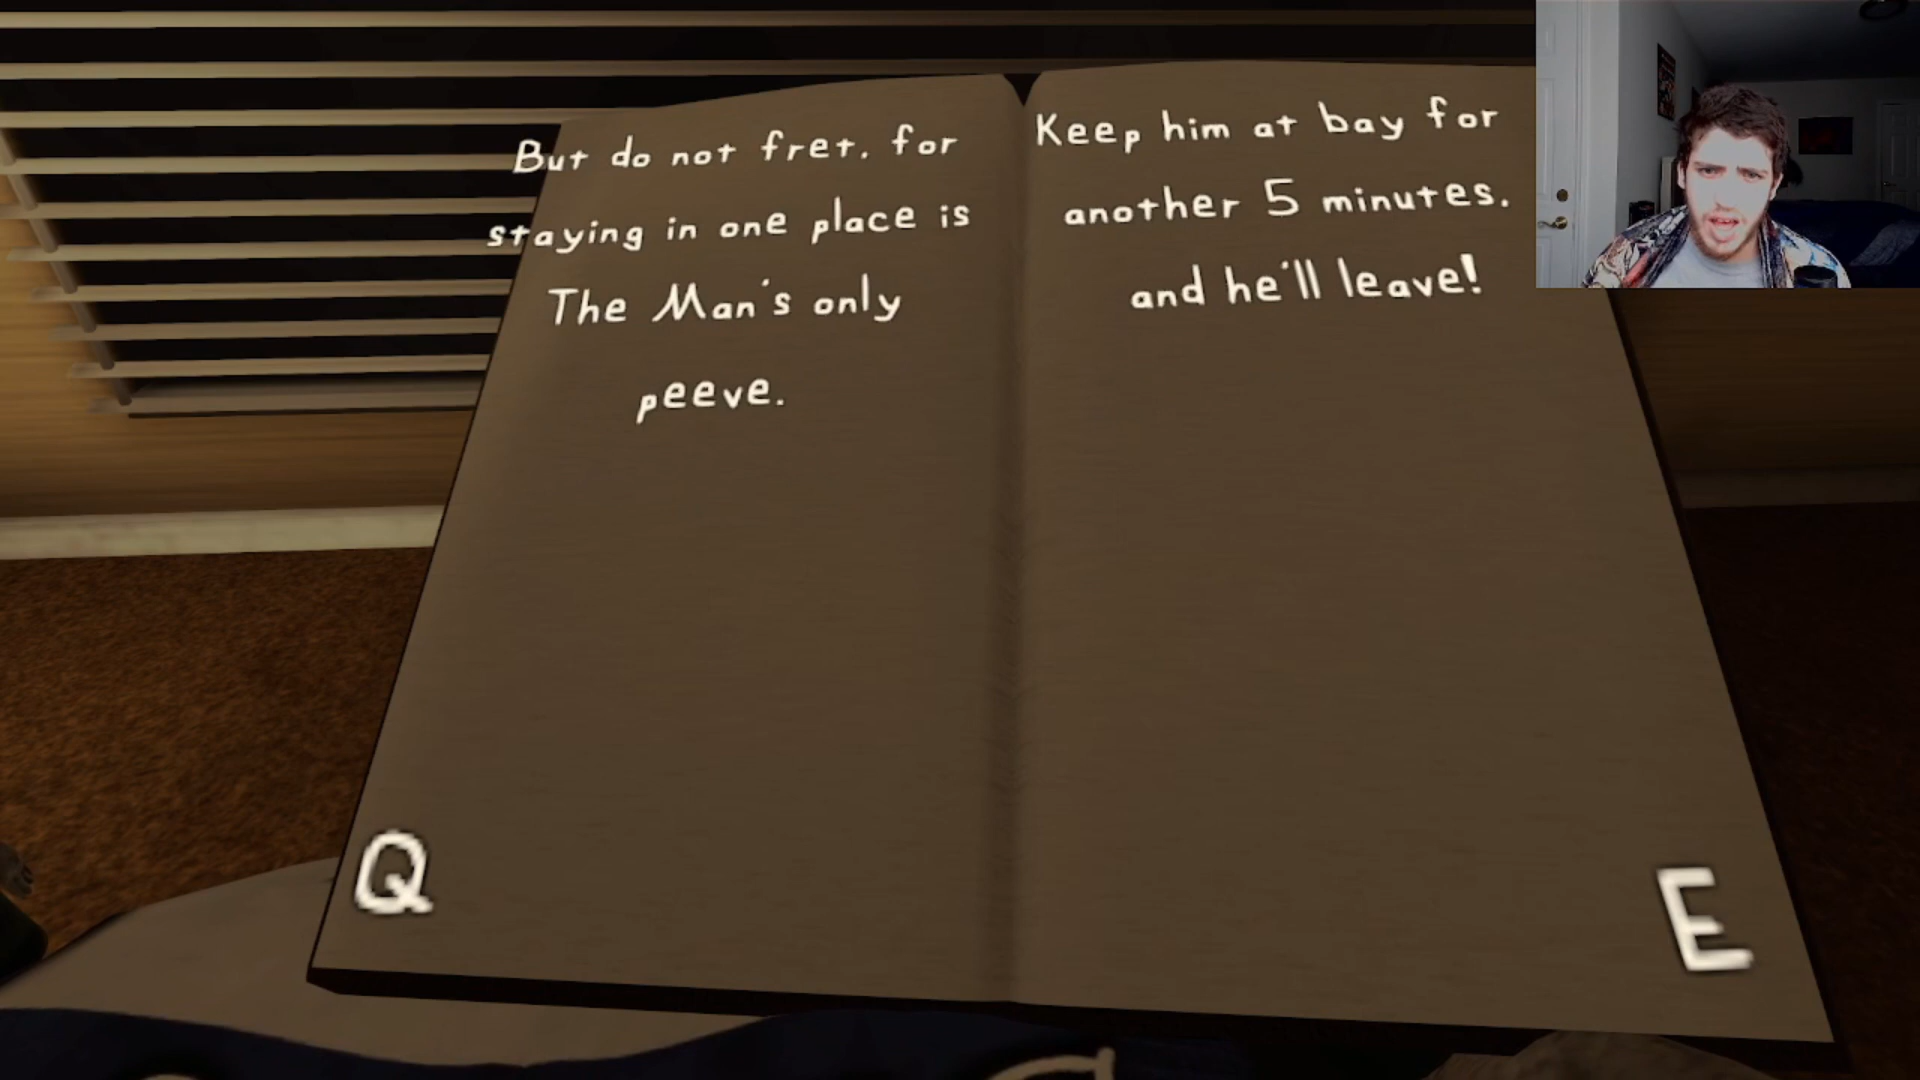 But do not fret. for
staying in one place is
The Man's only
peeve.
Keep him at bay for
another 5 minutes.
and he'll leave!
Q
E